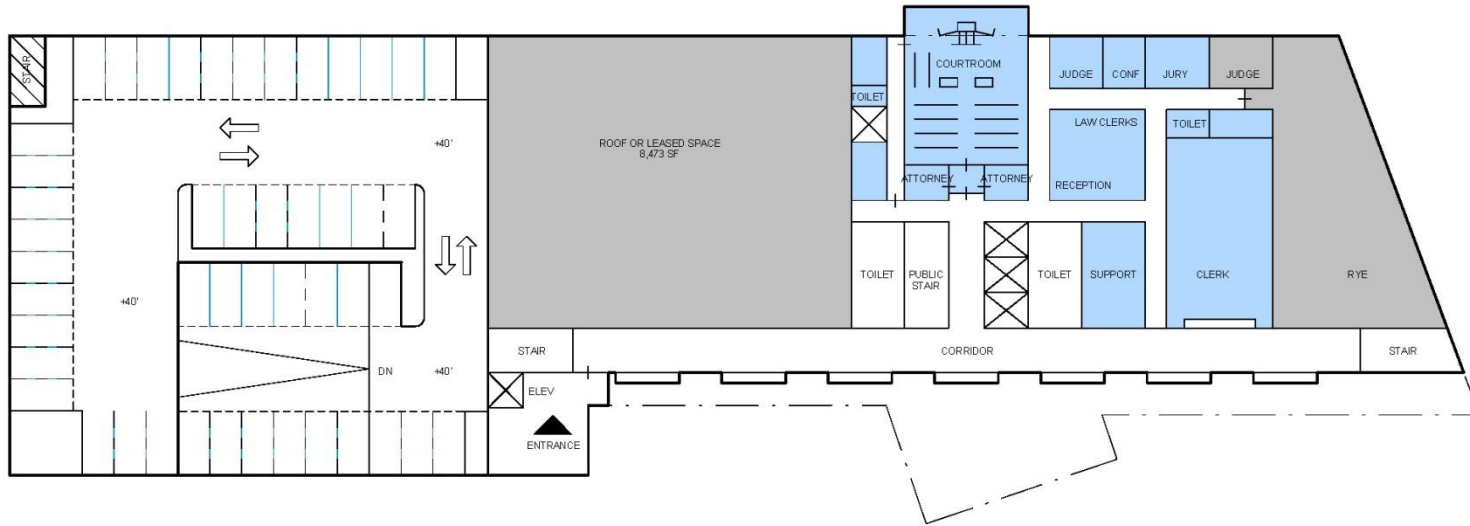 STAIR
COURTROOM
JUDGE
CONF
JURY
JUDGE
TOILET
+40'
ROOF OR LEASED SPACE
8,473 SF
LAW CLERKS
TOILET
ATTORNEY
ATTORNEY
RECEPTION
TOILET
PUBLIC
STAIR
TOILET
SUPPORT
CLERK
RYE
+40'
STAIR
CORRIDOR
STAIR
DN
+40'
ELEV
ENTRANCE